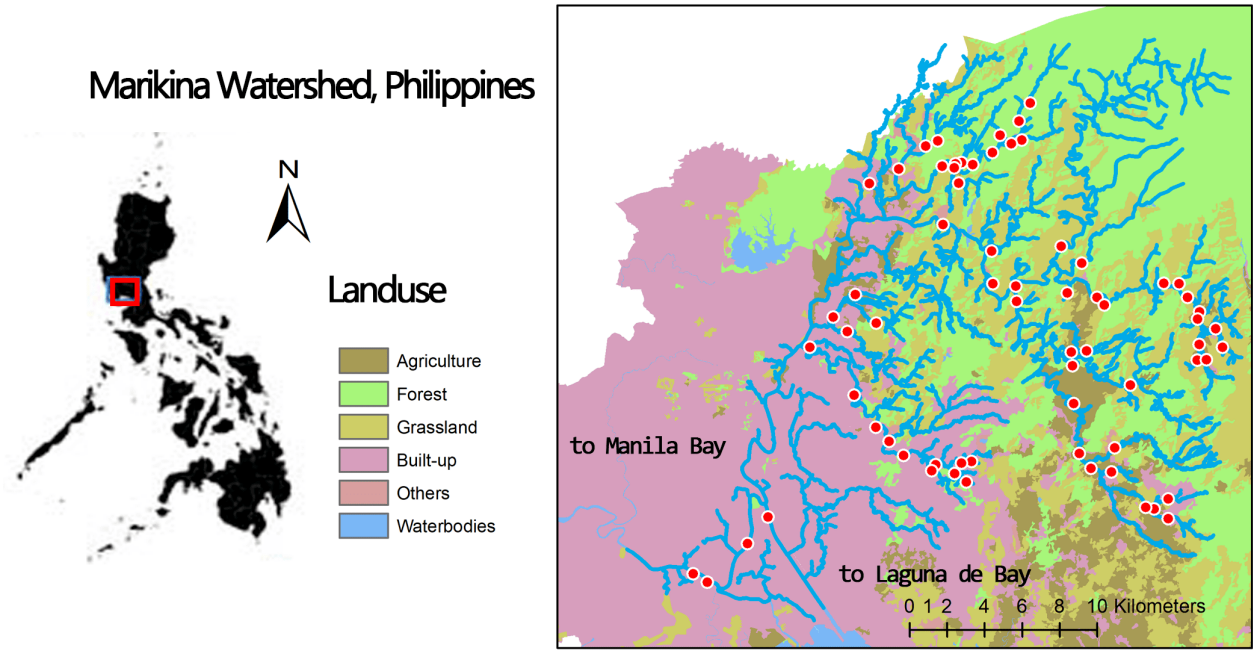 Marikina Watershed, Philippines
N
Landuse
Agriculture
Forest
Grassland
Built-up
Others
Waterbodies
to Manila Bay
to Laguna de Bay
0 1 2 4 6 8 10 Kilometers